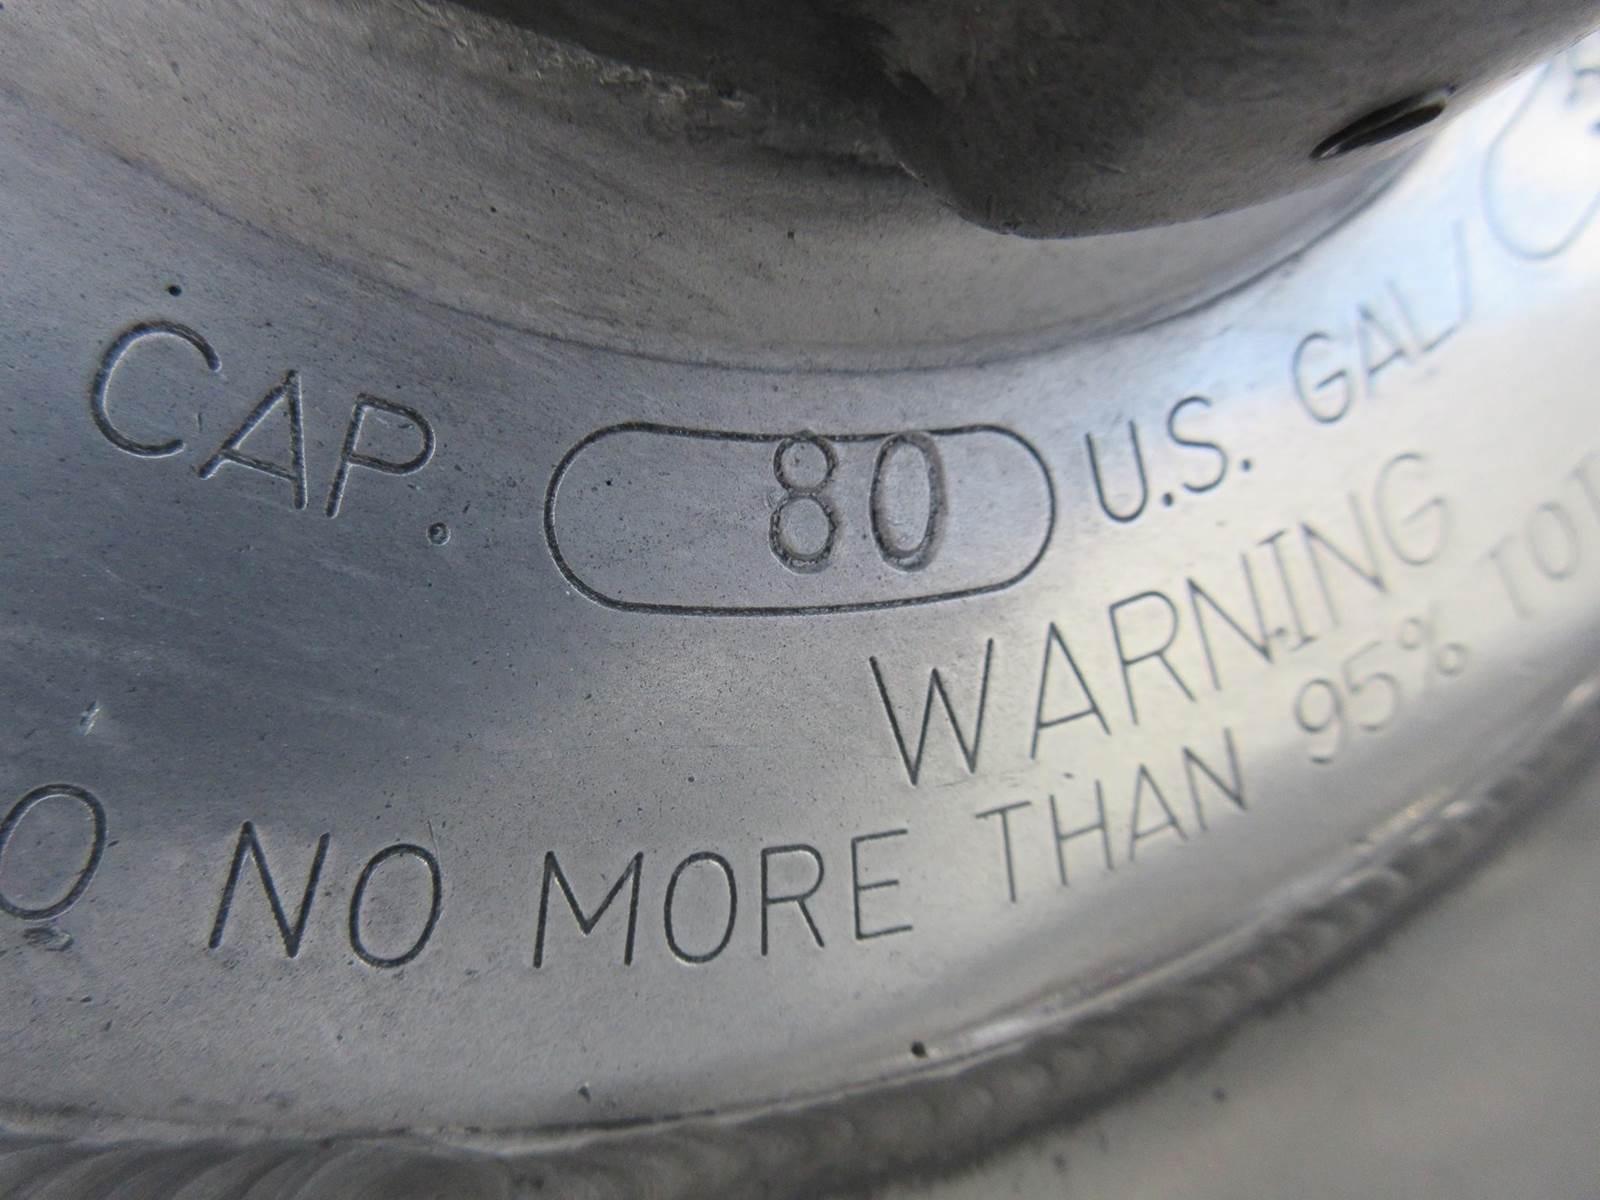 CAP. 80 U.S. GAL/
WARNING
NO MORE THAN 95%